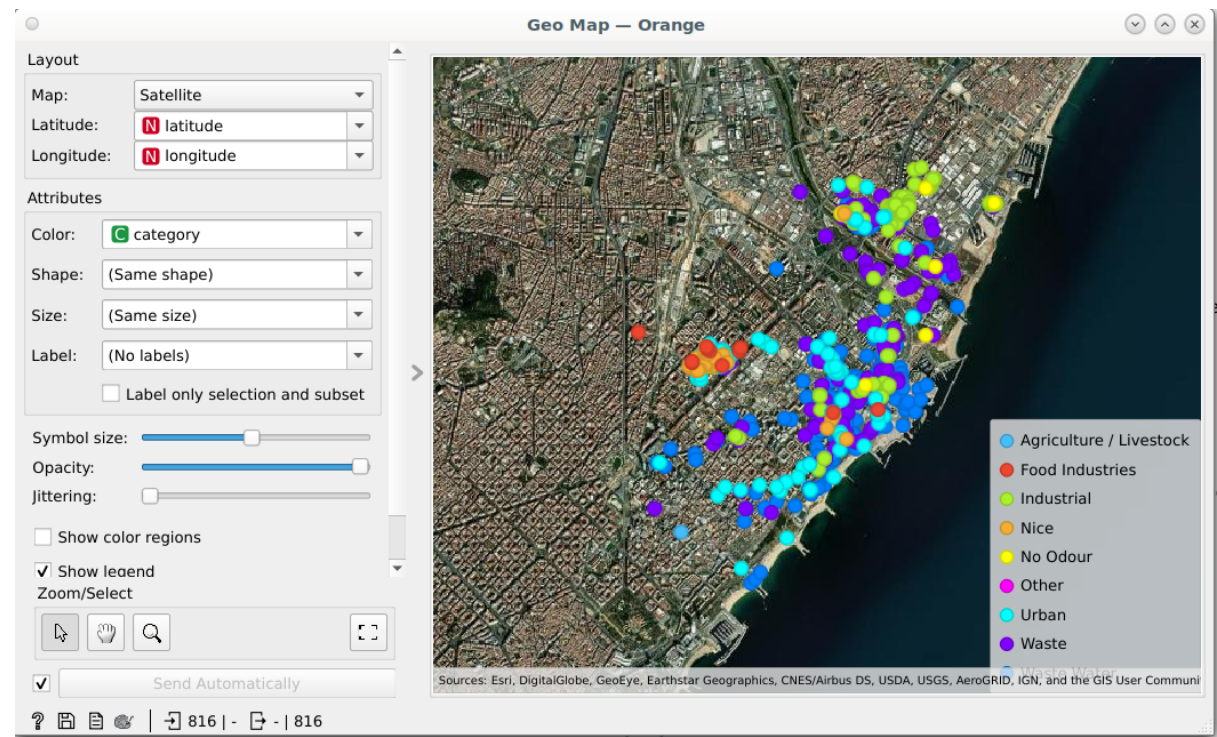 Geo Map — Orange
Layout
Map: Satellite
Latitude: N latitude
Longitude: N longitude
Attributes
Color: C category
Shape: (Same shape)
Size: (Same size)
Label: (No labels)
Label only selection and subset
Symbol size:
Opacity:
Jittering:
Show color regions
Show legend
Zoom/Select
Send Automatically
? 816 | - - | 816
Agriculture / Livestock
Food Industries
Industrial
Nice
No Odour
Other
Urban
Waste
Waste Water
Sources: Esri, DigitalGlobe, GeoEye, Earthstar Geographics, CNES/Airbus DS, USDA, USGS, AeroGRID, IGN, and the GIS User Communi